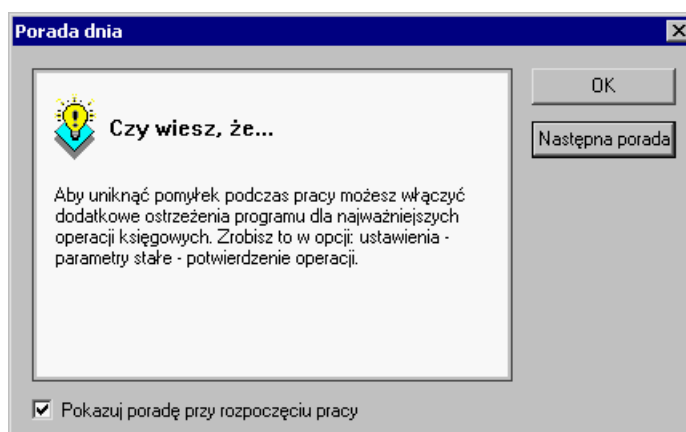 Porada dnia
Czy wiesz, że...
Aby uniknąć pomyłek podczas pracy możesz włączyć
dodatkowe ostrzeżenia programu dla najważniejszych
operacji księgowych. Zrobisz to w opcji: ustawienia -
parametry stałe - potwierdzenie operacji.
OK
Następna porada
Pokazuj poradę przy rozpoczęciu pracy